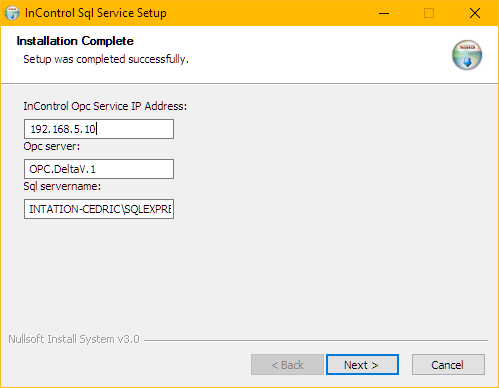 InControl Sql Service Setup
Installation Complete
Setup was completed successfully.
InControl Opc Service IP Address:
192.168.5.10
Opc server:
OPC.DeltaV.1
Sql servername:
INTATION-CEDRIC\SQLEXPRE
Nullsoft Install System v3.0
< Back
Next >
Cancel